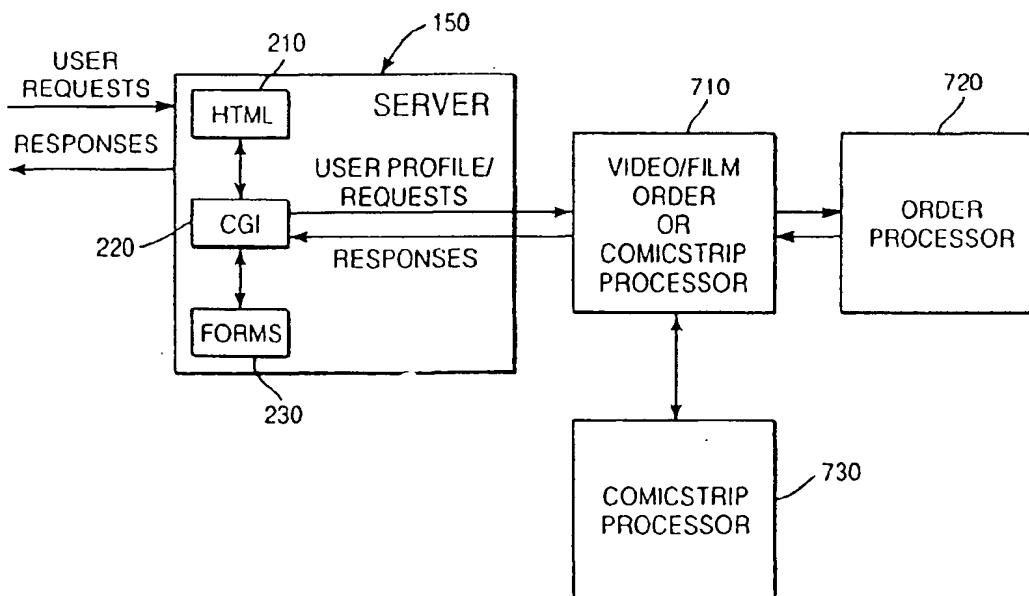 150
210
USER
REQUESTS
HTML
SERVER
710
720
RESPONSES
USER PROFILE/
REQUESTS
VIDEO/FILM
ORDER
OR
COMICSTRIP
PROCESSOR
ORDER
PROCESSOR
CGI
220
RESPONSES
FORMS
230
COMICSTRIP
PROCESSOR
730